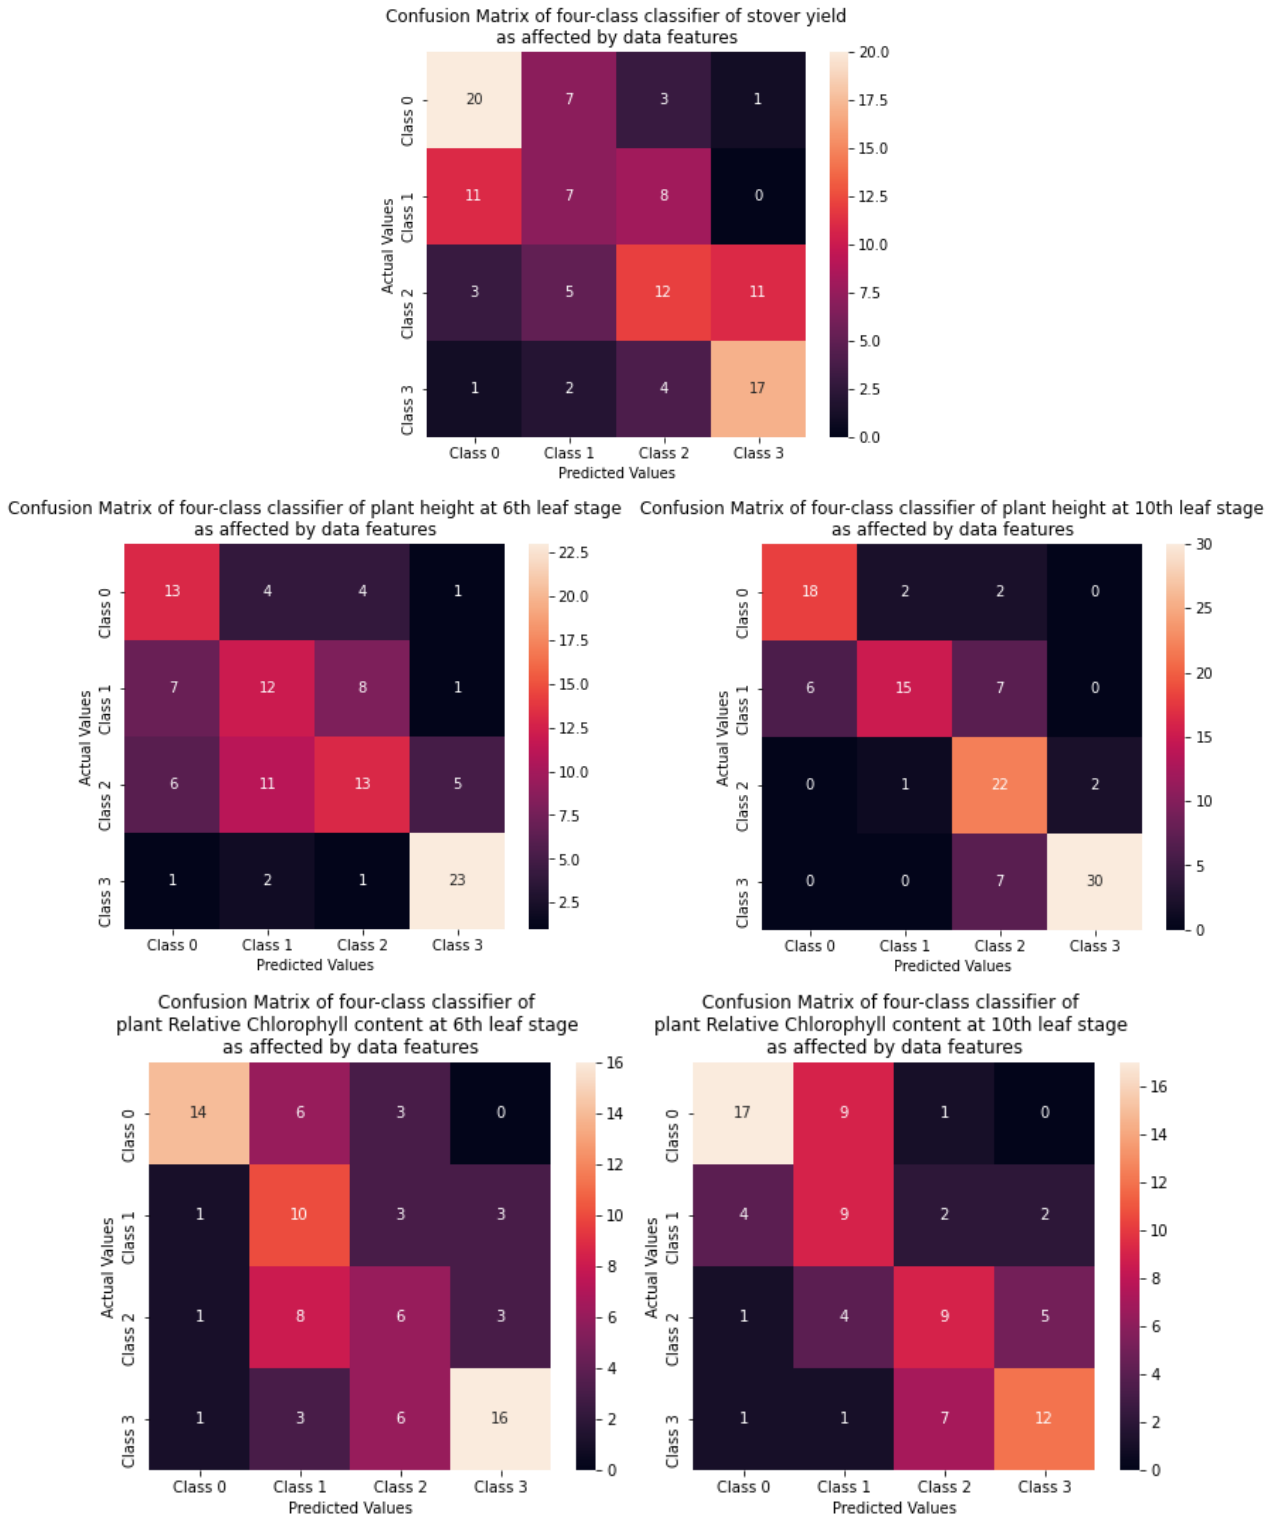 Confusion Matrix of four-class classifier of stover yield
as affected by data features
Actual Values
Class 0
Class 1
Class 2
Class 3
20 7 3 1
11 7 8 0
3 5 12 11
1 2 4 17
Class 0 Class 1 Class 2 Class 3
Predicted Values
20.0
17.5
15.0
12.5
10.0
7.5
5.0
2.5
0.0
Confusion Matrix of four-class classifier of plant height at 6th leaf stage
as affected by data features
Actual Values
Class 0
Class 1
Class 2
Class 3
13 4 4 1
7 12 8 1
6 11 13 5
1 2 1 23
Class 0 Class 1 Class 2 Class 3
Predicted Values
22.5
20.0
17.5
15.0
12.5
10.0
7.5
5.0
2.5
Confusion Matrix of four-class classifier of plant height at 10th leaf stage
as affected by data features
Actual Values
Class 0
Class 1
Class 2
Class 3
18 2 2 0
6 15 7 0
0 1 22 2
0 0 7 30
Class 0 Class 1 Class 2 Class 3
Predicted Values
30
25
20
15
10
5
0
Confusion Matrix of four-class classifier of
plant Relative Chlorophyll content at 6th leaf stage
as affected by data features
Actual Values
Class 0
Class 1
Class 2
Class 3
14 6 3 0
1 10 3 3
1 8 6 3
1 3 6 16
Class 0 Class 1 Class 2 Class 3
Predicted Values
16
14
12
10
8
6
4
2
0
Confusion Matrix of four-class classifier of
plant Relative Chlorophyll content at 10th leaf stage
as affected by data features
Actual Values
Class 0
Class 1
Class 2
Class 3
17 9 1 0
4 9 2 2
1 4 9 5
1 1 7 12
Class 0 Class 1 Class 2 Class 3
Predicted Values
16
14
12
10
8
6
4
2
0